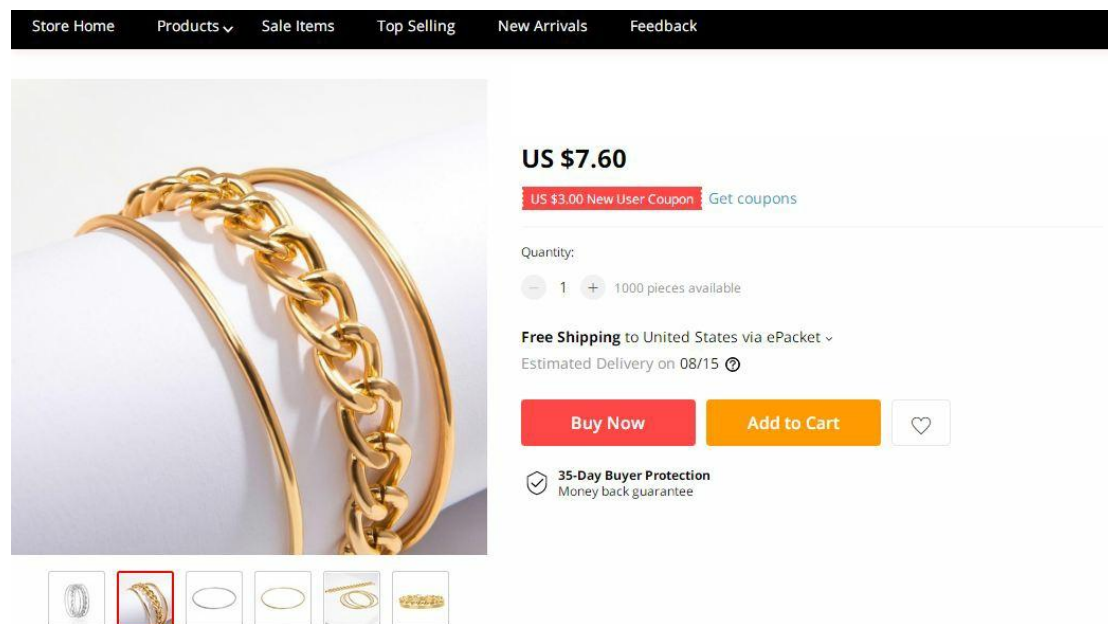 Store Home Products Sale Items Top Selling New Arrivals Feedback
US $7.60
US $3.00 New User Coupon Get coupons
Quantity:
− 1 + 1000 pieces available
Free Shipping to United States via ePacket
Estimated Delivery on 08/15 ?
Buy Now Add to Cart
35-Day Buyer Protection
Money back guarantee